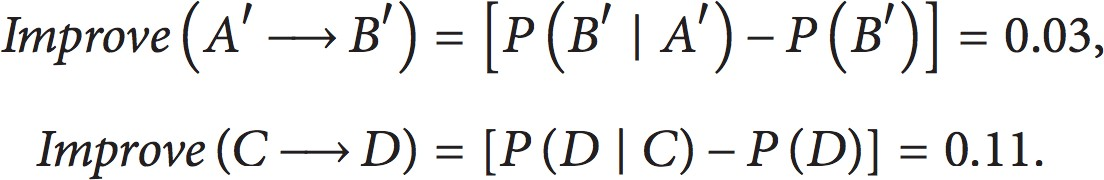 Improve (A′ ⟶ B′) = [P (B′ | A′) − P (B′)] = 0.03,
Improve (C ⟶ D) = [P (D | C) − P (D)] = 0.11.